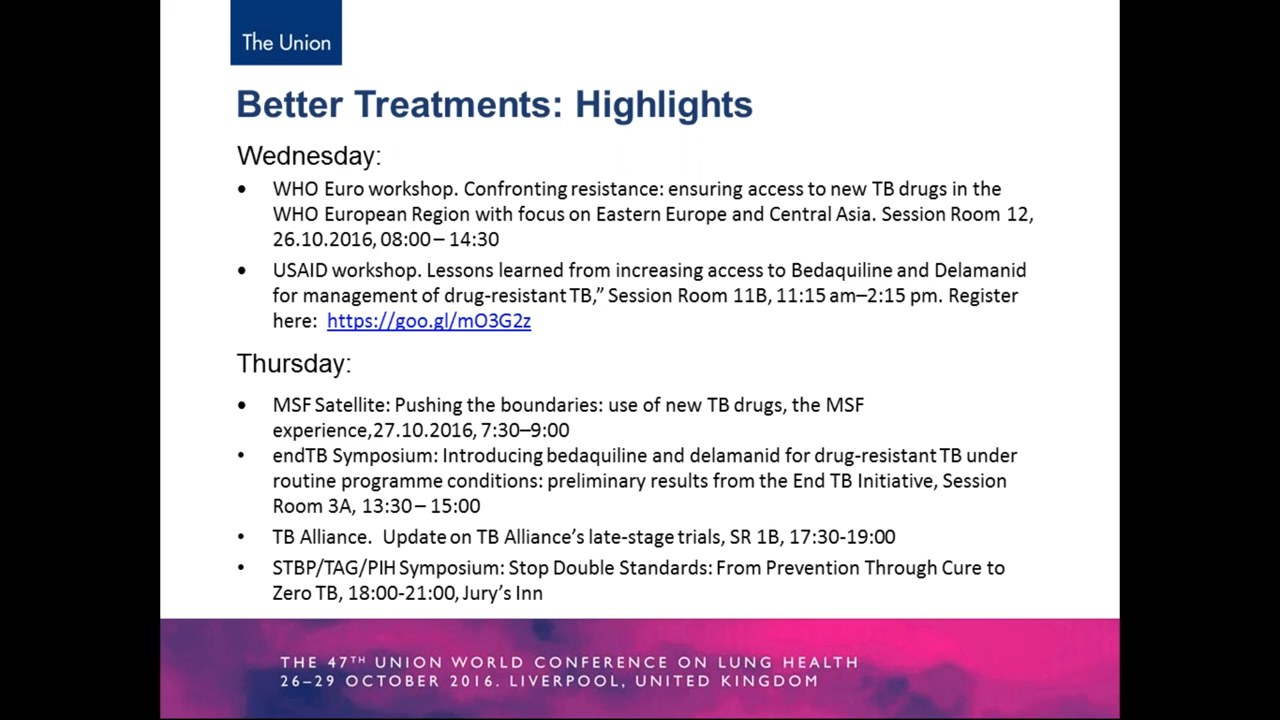 The Union
Better Treatments: Highlights
Wednesday:
• WHO Euro workshop. Confronting resistance: ensuring access to new TB drugs in the
WHO European Region with focus on Eastern Europe and Central Asia. Session Room 12,
26.10.2016, 08:00 – 14:30
• USAID workshop. Lessons learned from increasing access to Bedaquiline and Delamanid
for management of drug-resistant TB,” Session Room 11B, 11:15 am–2:15 pm. Register
here: https://goo.gl/mO3G2z
Thursday:
• MSF Satellite: Pushing the boundaries: use of new TB drugs, the MSF
experience,27.10.2016, 7:30–9:00
• endTB Symposium: Introducing bedaquiline and delamanid for drug-resistant TB under
routine programme conditions: preliminary results from the End TB Initiative, Session
Room 3A, 13:30 – 15:00
• TB Alliance. Update on TB Alliance’s late-stage trials, SR 1B, 17:30-19:00
• STBP/TAG/PIH Symposium: Stop Double Standards: From Prevention Through Cure to
Zero TB, 18:00-21:00, Jury’s Inn
THE 47TH UNION WORLD CONFERENCE ON LUNG HEALTH
26–29 OCTOBER 2016. LIVERPOOL, UNITED KINGDOM